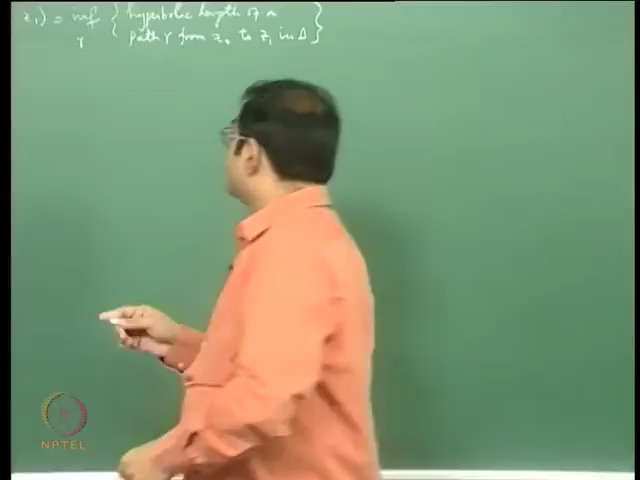 z₁) = inf { hyperbolic length of a
γ { path γ from z₀ to z₁ in Δ }
NPTEL